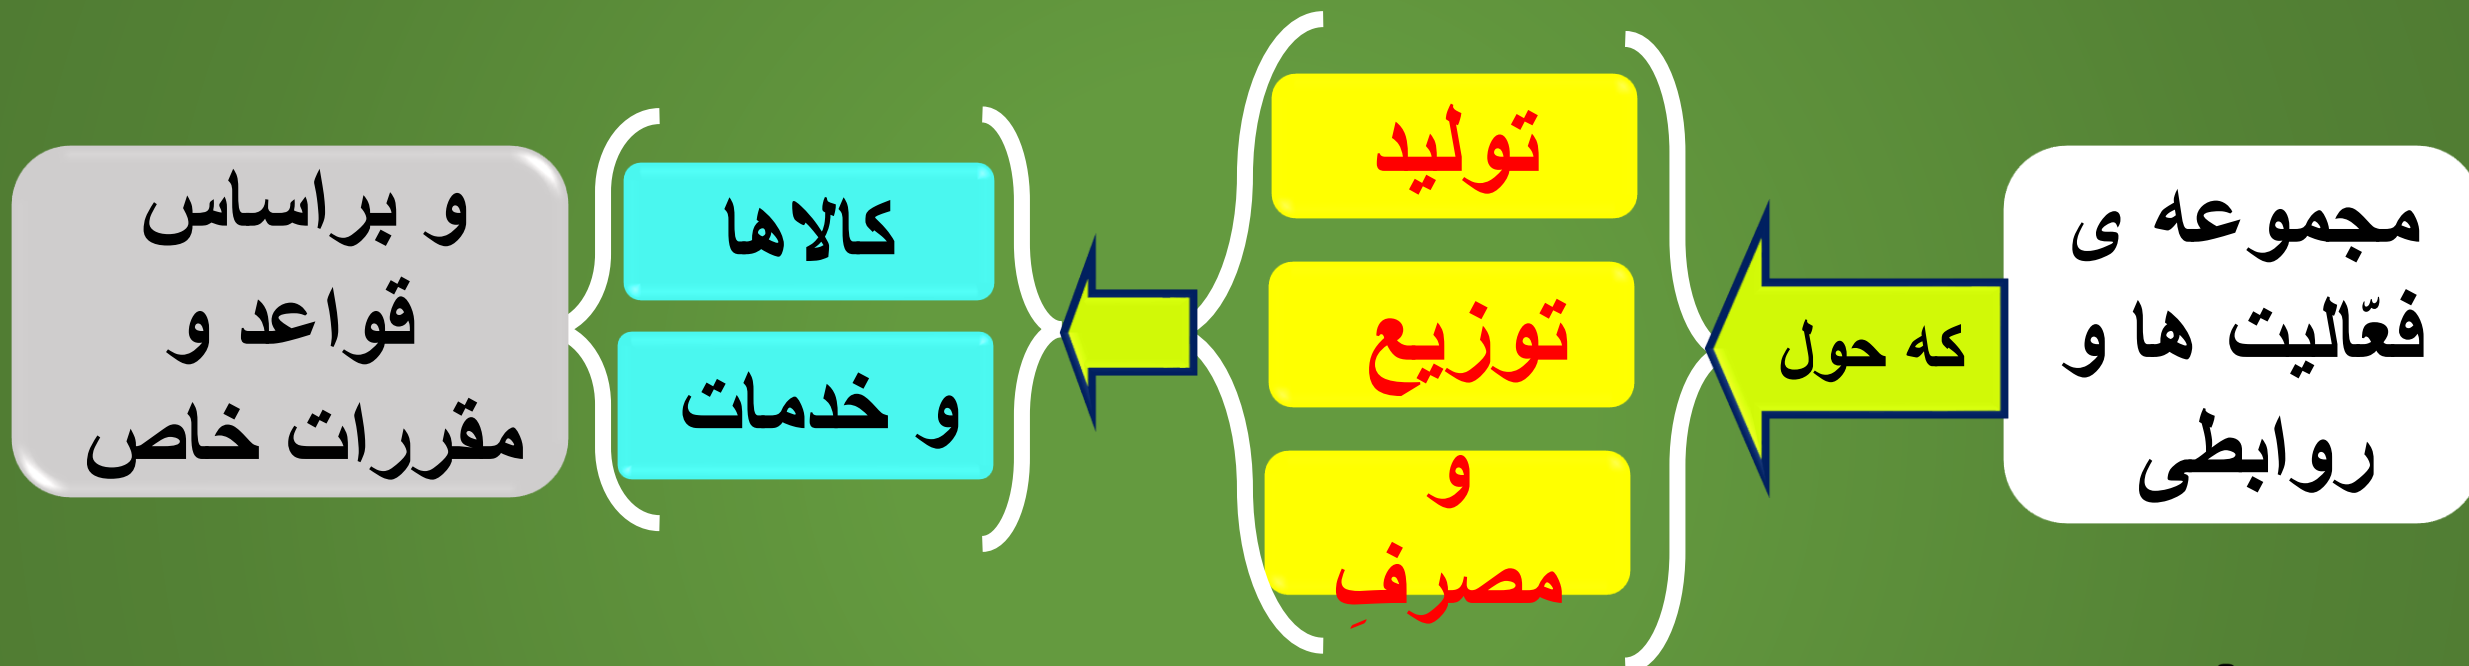 مجموعه ی
فعّالیت ها و
روابطی
که حول
تولید
توزیع
و
مصرفِ
کالاها
و خدمات
و براساس
قواعد و
مقررات خاص